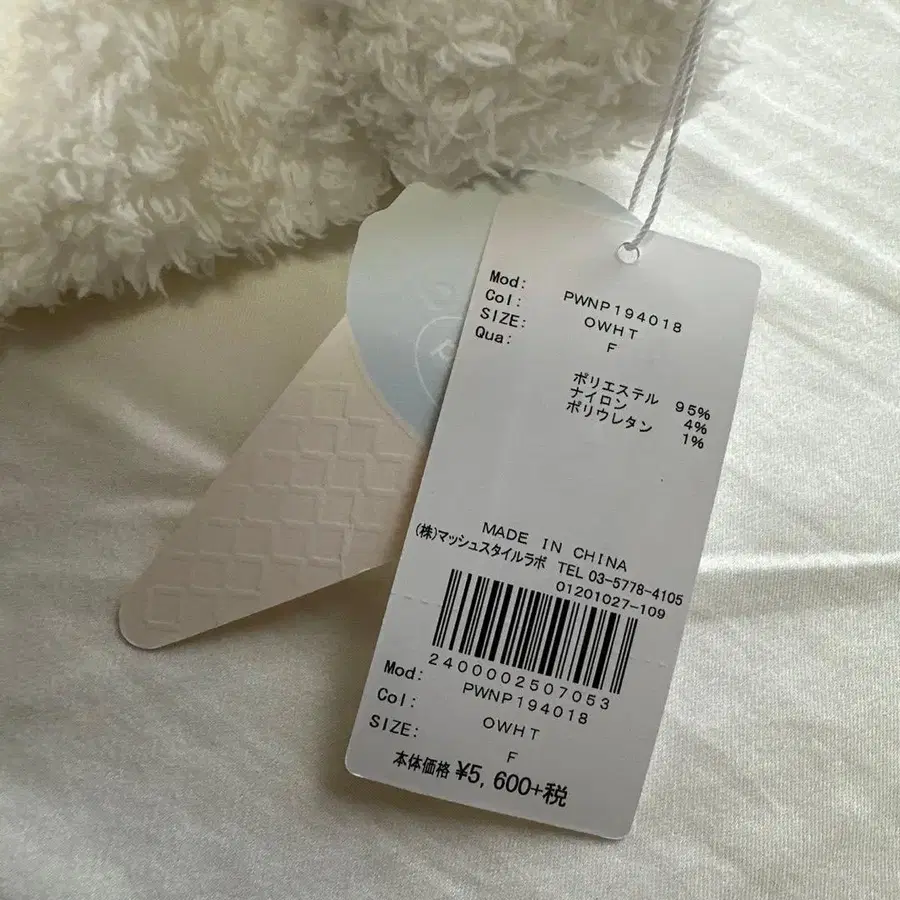 Mod: PWNP194018
Col: OWHT
SIZE: F
Qua:
ポリエステル 95%
ナイロン 4%
ポリウレタン 1%
MADE IN CHINA
(株)マッシュスタイルラボ TEL 03-5778-4105
01201027-109
2400002507053
Mod: PWNP194018
Col: OWHT
SIZE: F
本体価格 ¥5,600+税